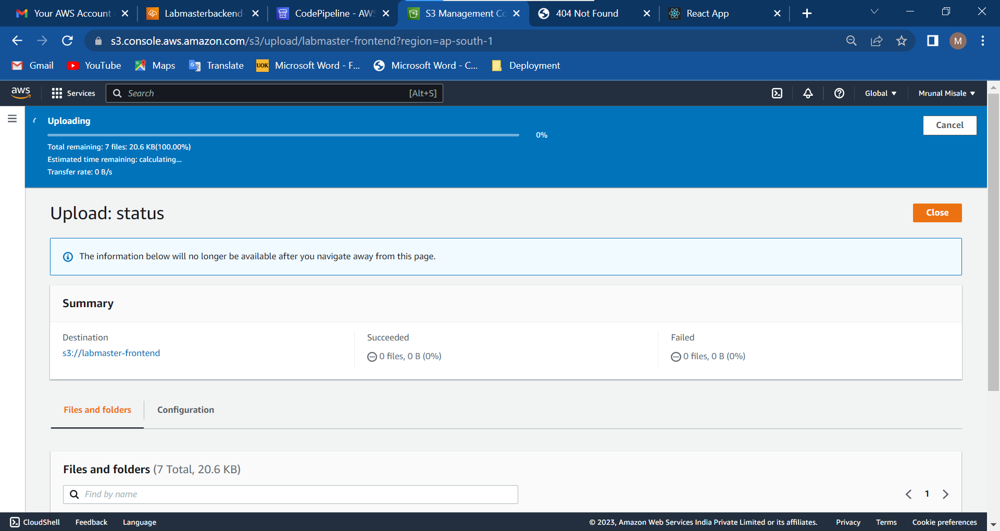 Your AWS Account
Labmasterbackend-
CodePipeline - AWS
S3 Management Co
404 Not Found
React App
s3.console.aws.amazon.com/s3/upload/labmaster-frontend?region=ap-south-1
M
Gmail
YouTube
Maps
Translate
UOK
Microsoft Word - F...
Microsoft Word - C...
Deployment
aws
Services
Search
[Alt+S]
Global
Mrunal Misale
Uploading
Cancel
0%
Total remaining: 7 files: 20.6 KB(100.00%)
Estimated time remaining: calculating...
Transfer rate: 0 B/s
Upload: status
Close
The information below will no longer be available after you navigate away from this page.
Summary
Destination
s3://labmaster-frontend
Succeeded
0 files, 0 B (0%)
Failed
0 files, 0 B (0%)
Files and folders
Configuration
Files and folders (7 Total, 20.6 KB)
Find by name
1
CloudShell
Feedback
Language
© 2023, Amazon Web Services India Private Limited or its affiliates.
Privacy
Terms
Cookie preferences